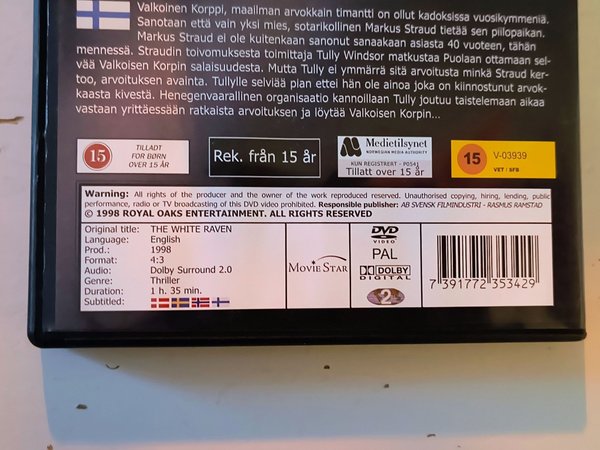 Valkoinen Korppi, maailman arvokkain timantti on ollut kadoksissa vuosikymmeniä.
Sanotaan että vain yksi mies, sotarikollinen Markus Straud tietää sen piilopaikan.
Markus Straud ei ole kuitenkaan sanonut sanaakaan asiasta 40 vuoteen, tähän
mennessä. Straudin toivomuksesta toimittaja Tully Windsor matkustaa Puolaan ottamaan sel-
vää Valkoisen Korpin salaisuudesta. Mutta Tully ei ymmärrä sitä arvoitusta minkä Straud ker-
too, arvoituksen avainta. Tullylle selviää pian ettei hän ole ainoa joka on kiinnostunut arvok-
kaasta kivestä. Henegenvaarallinen organisaatio kannoillaan Tully joutuu taistelemaan aikaa
vastaan yrittäessään ratkaista arvoituksen ja löytää Valkoisen Korpin...
15
TILLADT
FOR BØRN
OVER 15 ÅR
Rek. från 15 år
Medietilsynet
NORWEGIAN MEDIA AUTHORITY
KUN REGISTRERT - P0541
Tillatt over 15 år
15
V-03939
VET / SFB
Warning: All rights of the producer and the owner of the work reproduced reserved. Unauthorised copying, hiring, lending, public
performance, radio or TV broadcasting of this DVD video prohibited. Responsible publisher: AB SVENSK FILMINDUSTRI - RASMUS RAMSTAD
© 1998 ROYAL OAKS ENTERTAINMENT. ALL RIGHTS RESERVED
Original title: THE WHITE RAVEN
Language: English
Prod.: 1998
Format: 4:3
Audio: Dolby Surround 2.0
Genre: Thriller
Duration: 1 h. 35 min.
Subtitled:
MOVIE STAR
DVD
VIDEO
PAL
DOLBY
DIGITAL
2
7 391772 353429